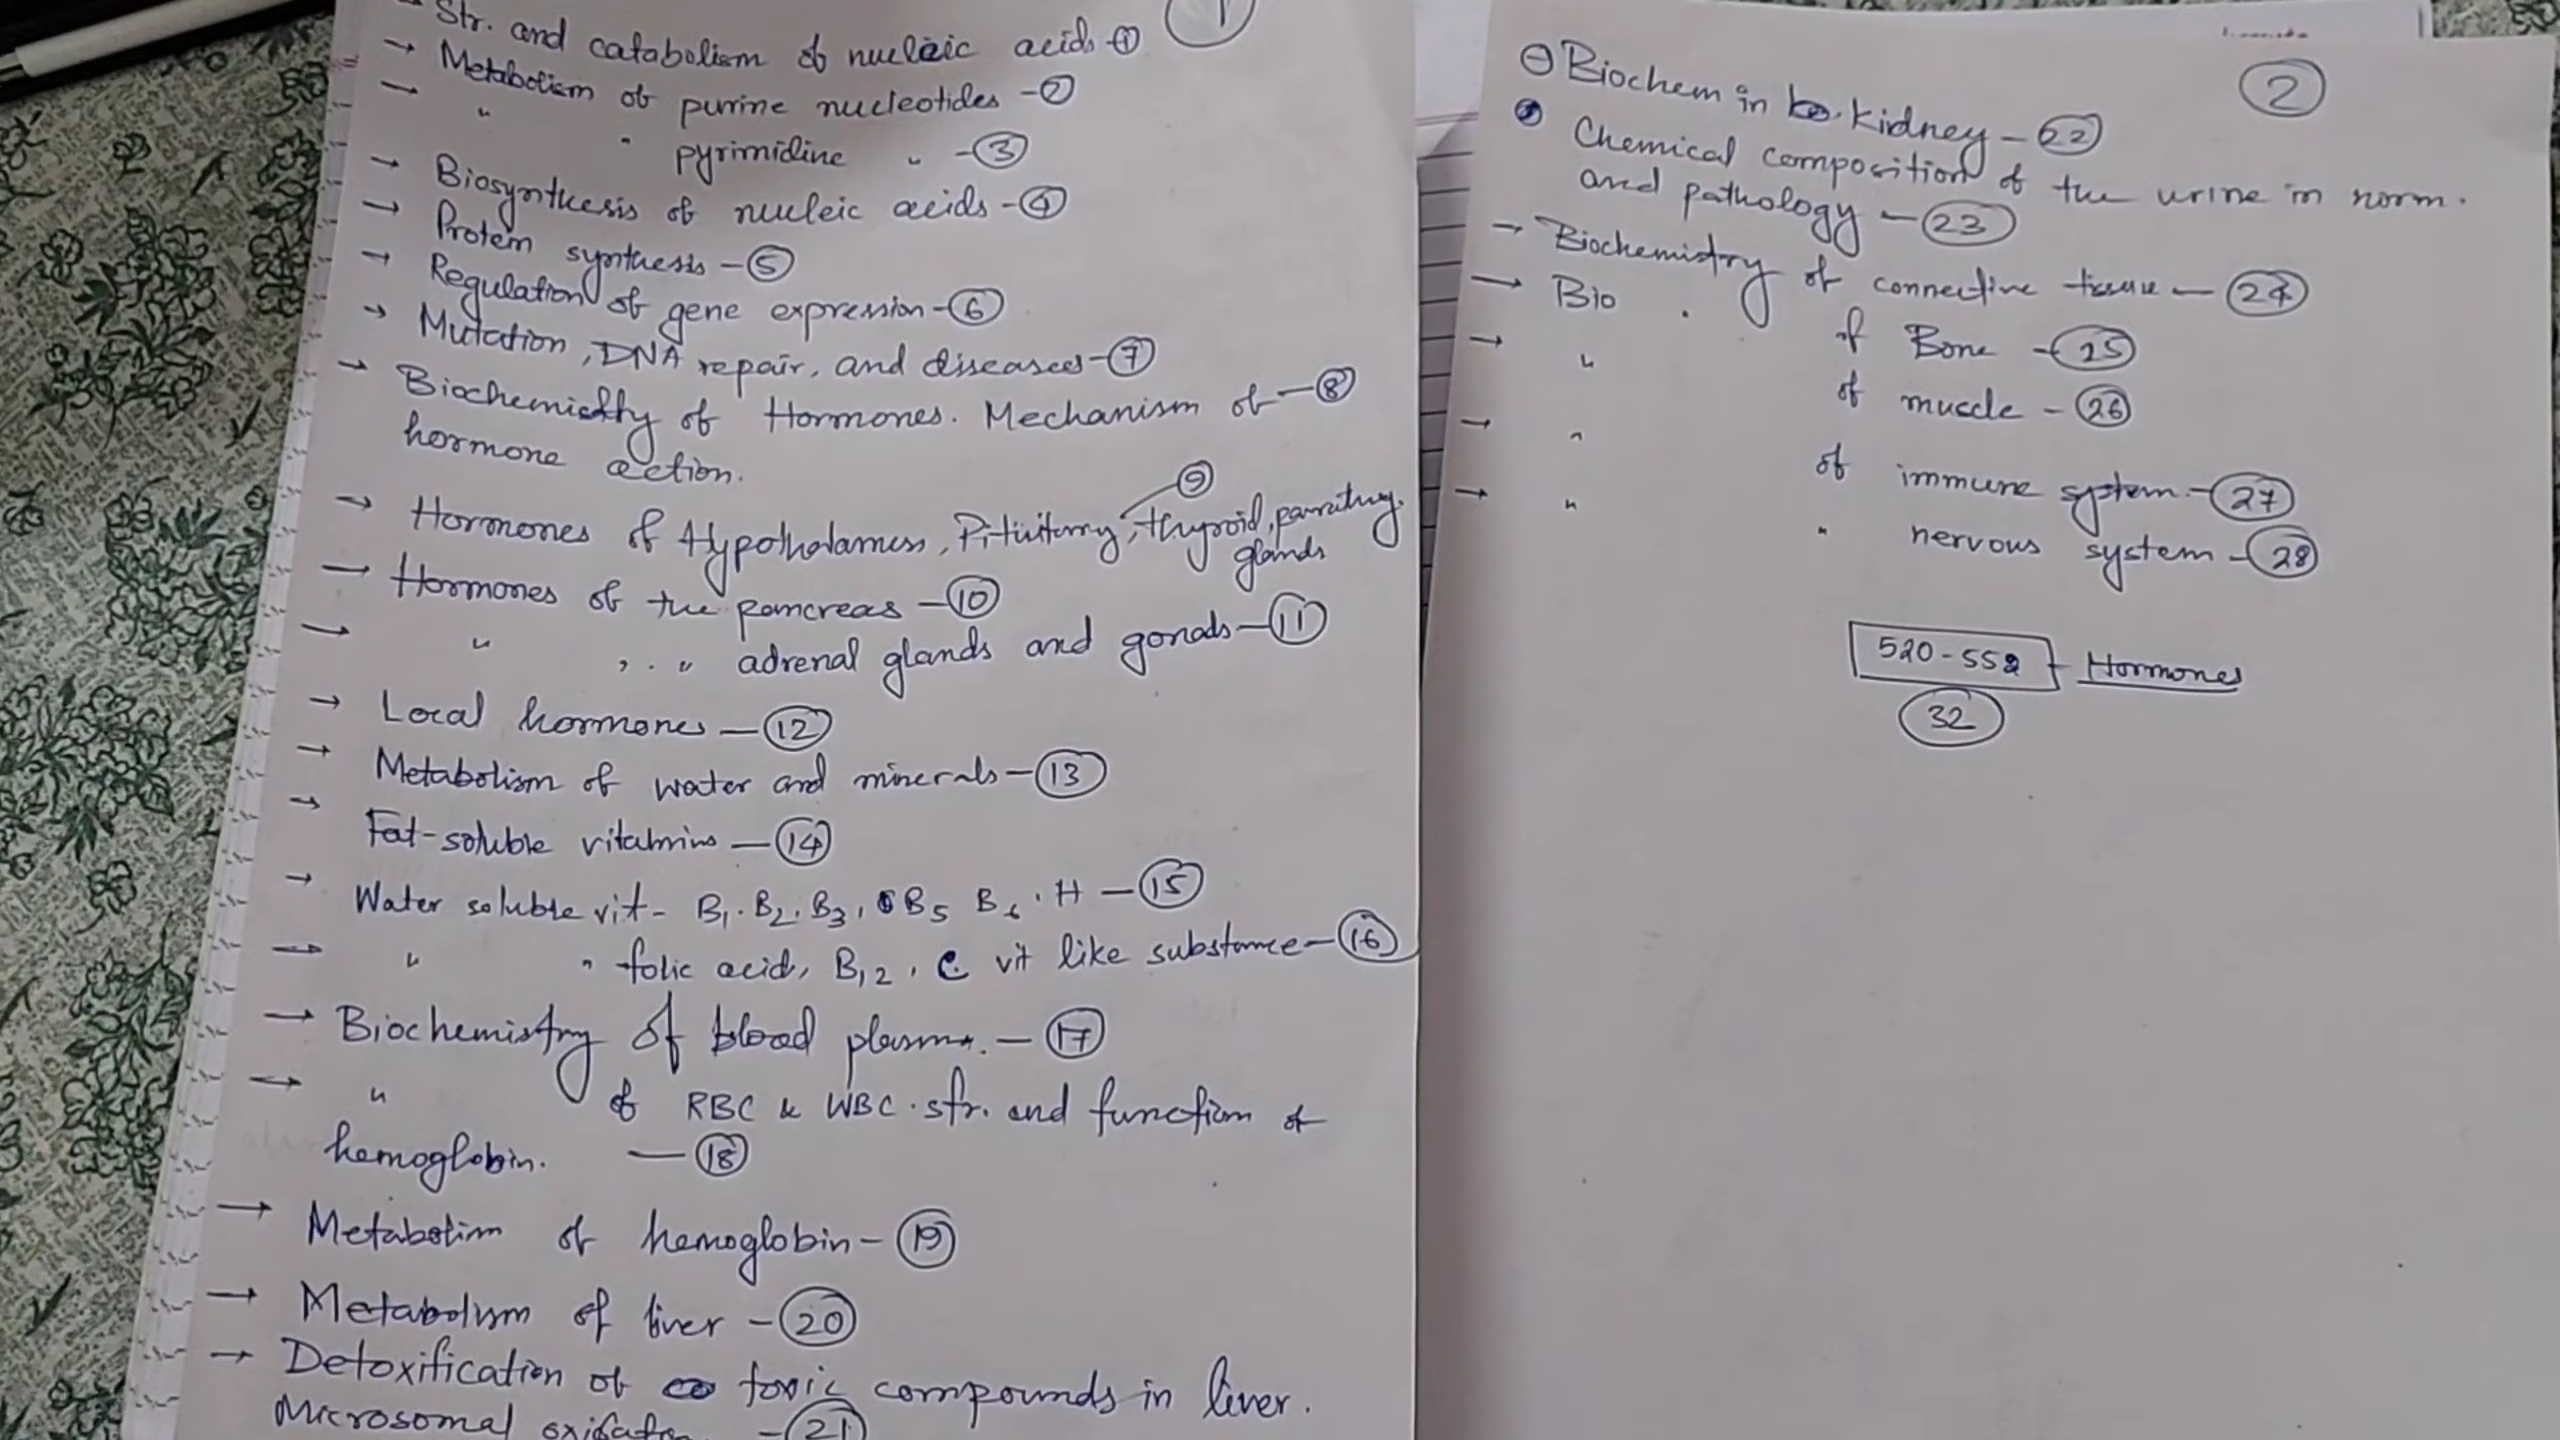 1
→ Str. and catabolism of nucleic acids - 1
→ Metabolism of purine nucleotides - 2
→ " " pyrimidine " - 3
→ Biosynthesis of nucleic acids - 4
→ Protein synthesis - 5
→ Regulation of gene expression - 6
→ Mutation, DNA repair, and diseases - 7
→ Biochemistry of Hormones. Mechanism of — 8
hormone action.
9
→ Hormones of Hypothalamus, Pituitary, thyroid,
glands
→ Hormones of the pancreas - 10
→ " " " adrenal glands and gonads - 11
→ Local hormones - 12
→ Metabolism of water and minerals - 13
→ Fat-soluble vitamins - 14
→ Water soluble vit - B1. B2. B3, B5 B6. H - 15
→ " " folic acid, B12, C. vit like substance - 16
→ Biochemistry of blood plasma. - 17
→ " of RBC & WBC. str. and function of
hemoglobin. — 18
→ Metabolism of hemoglobin - 19
→ Metabolism of liver - 20
→ Detoxification of toxic compounds in liver.
Microsomal oxidation - 21
2
Biochem in Kidney - 22
Chemical composition of the urine in norm.
and pathology - 23
→ Biochemistry of connective tissue - 24
→ Bio . of Bone - 25
→ " of muscle - 26
→ " of immune system - 27
→ " " nervous system - 28
520-552 - Hormones
32